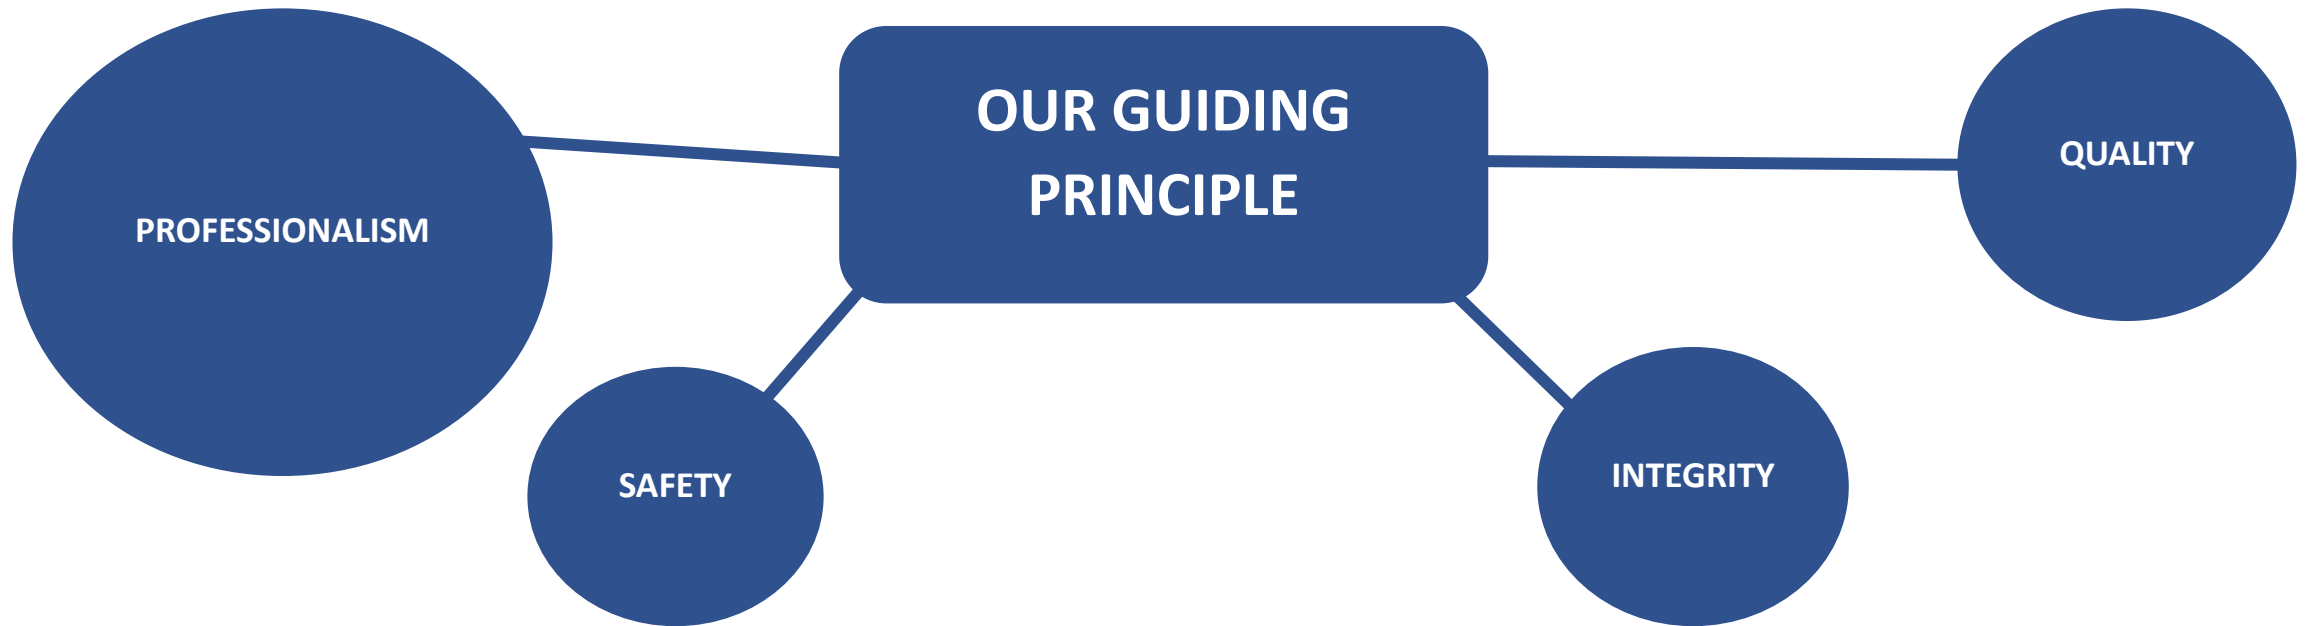 OUR GUIDING
PRINCIPLE
QUALITY
PROFESSIONALISM
SAFETY
INTEGRITY